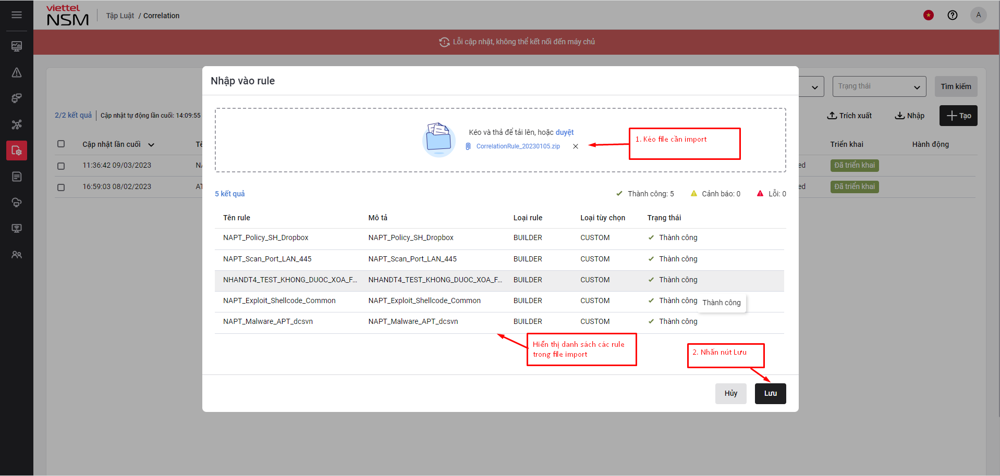 viettel
NSM
Tập Luật / Correlation
A
Lỗi cập nhật, không thể kết nối đến máy chủ
Nhập vào rule
Trạng thái
Tìm kiếm
2/2 kết quả
Cập nhật tự động lần cuối: 14:09:55
Trích xuất
Nhập
Tạo
Kéo và thả để tải lên, hoặc duyệt
CorrelationRule_20230105.zip
1. Kéo file cần import
Cập nhật lần cuối
Tê
Triển khai
Hành động
11:36:42 09/03/2023
NA
ed
Đã triển khai
16:59:03 08/02/2023
AT
ed
Đã triển khai
5 kết quả
Thành công: 5
Cảnh báo: 0
Lỗi: 0
Tên rule Mô tả Loại rule Loại tùy chọn Trạng thái
NAPT_Policy_SH_Dropbox NAPT_Policy_SH_Dropbox BUILDER CUSTOM Thành công
NAPT_Scan_Port_LAN_445 NAPT_Scan_Port_LAN_445 BUILDER CUSTOM Thành công
NHANDT4_TEST_KHONG_DUOC_XOA_F... NHANDT4_TEST_KHONG_DUOC_XOA_F... BUILDER CUSTOM Thành công
NAPT_Exploit_Shellcode_Common NAPT_Exploit_Shellcode_Common BUILDER CUSTOM Thành công
Thành công
NAPT_Malware_APT_dcsvn NAPT_Malware_APT_dcsvn BUILDER CUSTOM Thành công
Hiển thị danh sách các rule
trong file import
2. Nhấn nút Lưu
Hủy
Lưu